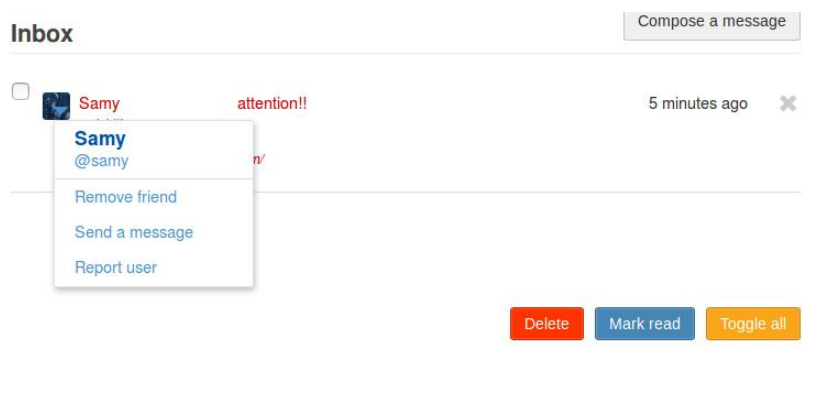 Compose a message
Inbox
Samy attention!!
5 minutes ago
Samy
@samy
m/
Remove friend
Send a message
Report user
Delete
Mark read
Toggle all